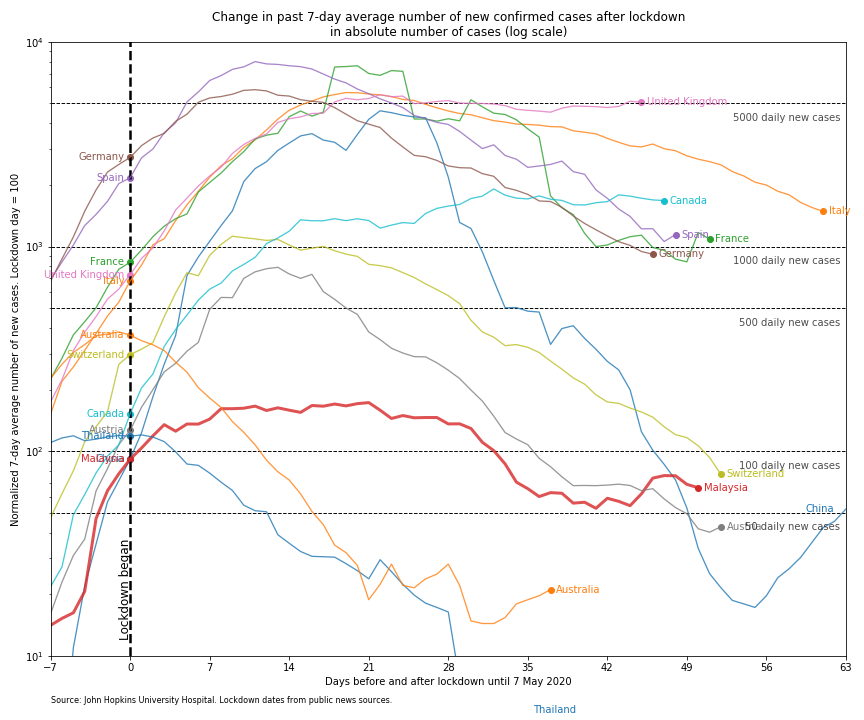 Change in past 7-day average number of new confirmed cases after lockdown
in absolute number of cases (log scale)
Normalized 7-day average number of new cases. Lockdown day = 100
10⁴
10³
10²
10¹
Germany
Spain
France
United Kingdom
Italy
Australia
Switzerland
Canada
Austria
Thailand
China
Malaysia
Lockdown began
United Kingdom
5000 daily new cases
Canada
Italy
Spain
France
Germany
1000 daily new cases
500 daily new cases
100 daily new cases
Switzerland
Malaysia
China
Austria
50 daily new cases
Australia
−7 0 7 14 21 28 35 42 49 56 63
Days before and after lockdown until 7 May 2020
Source: John Hopkins University Hospital. Lockdown dates from public news sources.
Thailand